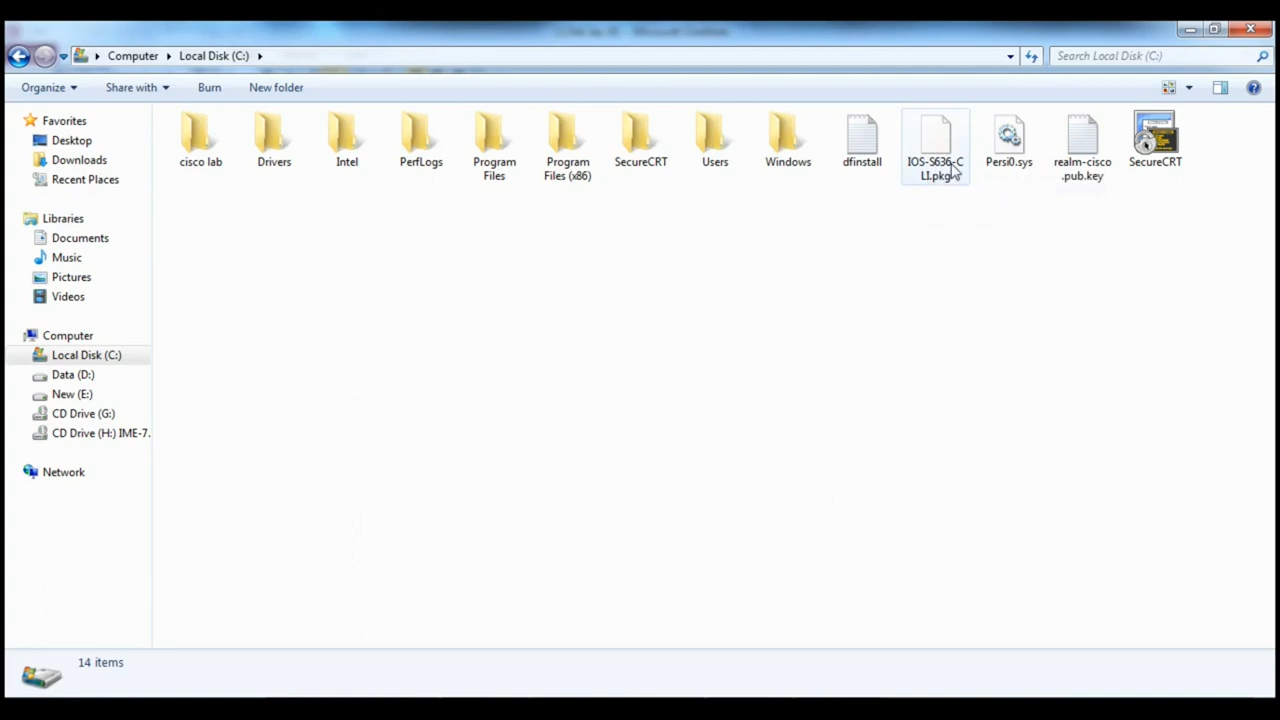 Computer
Local Disk (C:)
Search Local Disk (C:)
Organize
Share with
Burn
New folder
Favorites
Desktop
Downloads
Recent Places
Libraries
Documents
Music
Pictures
Videos
Computer
Local Disk (C:)
Data (D:)
New (E:)
CD Drive (G:)
CD Drive (H:) IME-7.
Network
cisco lab
Drivers
Intel
PerfLogs
Program
Files
Program
Files (x86)
SecureCRT
Users
Windows
dfinstall
IOS-S636-C
LI.pkg
Persi0.sys
realm-cisco
.pub.key
SecureCRT
14 items